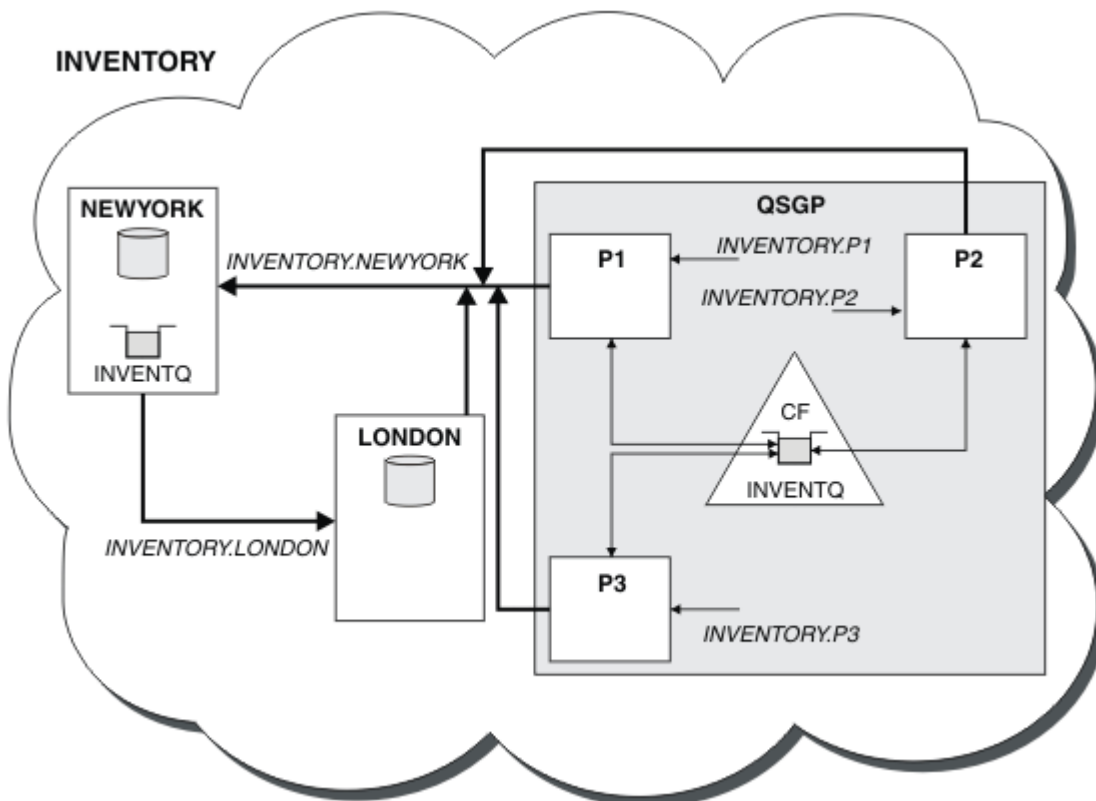 INVENTORY
NEWYORK
INVENTQ
INVENTORY.NEWYORK
LONDON
INVENTORY.LONDON
QSGP
P1
INVENTORY.P1
P2
INVENTORY.P2
CF
INVENTQ
P3
INVENTORY.P3